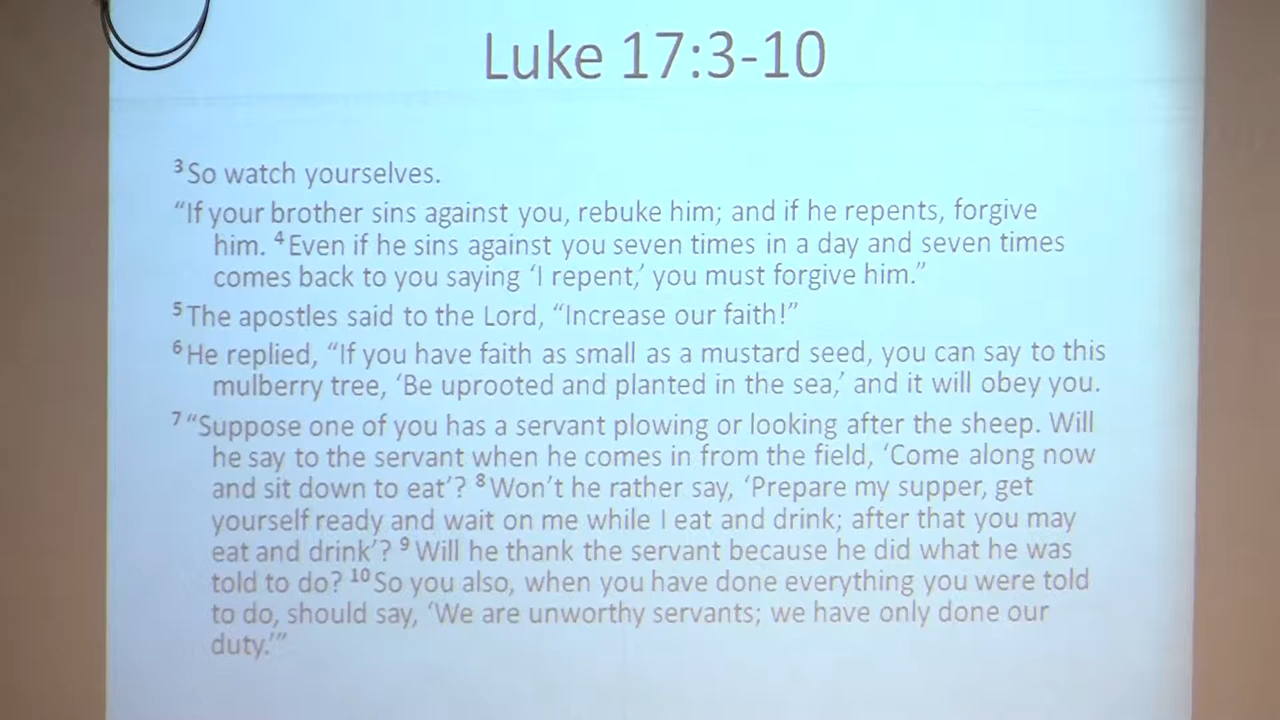 Luke 17:3-10
³So watch yourselves.
“If your brother sins against you, rebuke him; and if he repents, forgive
him. ⁴Even if he sins against you seven times in a day and seven times
comes back to you saying ‘I repent,’ you must forgive him.”
⁵The apostles said to the Lord, “Increase our faith!”
⁶He replied, “If you have faith as small as a mustard seed, you can say to this
mulberry tree, ‘Be uprooted and planted in the sea,’ and it will obey you.
⁷“Suppose one of you has a servant plowing or looking after the sheep. Will
he say to the servant when he comes in from the field, ‘Come along now
and sit down to eat’? ⁸Won’t he rather say, ‘Prepare my supper, get
yourself ready and wait on me while I eat and drink; after that you may
eat and drink’? ⁹Will he thank the servant because he did what he was
told to do? ¹⁰So you also, when you have done everything you were told
to do, should say, ‘We are unworthy servants; we have only done our
duty.’”